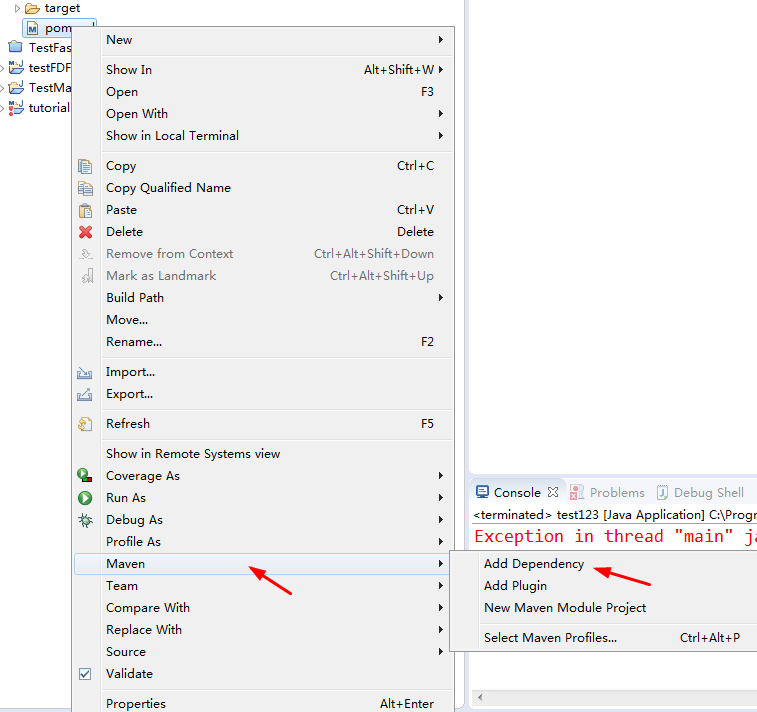 target
pom
TestFas
testFDF
TestMa
tutorial
New
Show In Alt+Shift+W
Open F3
Open With
Show in Local Terminal
Copy Ctrl+C
Copy Qualified Name
Paste Ctrl+V
Delete Delete
Remove from Context Ctrl+Alt+Shift+Down
Mark as Landmark Ctrl+Alt+Shift+Up
Build Path
Move...
Rename... F2
Import...
Export...
Refresh F5
Show in Remote Systems view
Coverage As
Run As
Debug As
Profile As
Maven
Team
Compare With
Replace With
Source
Validate
Properties Alt+Enter
Console Problems Debug Shell
<terminated> test123 [Java Application] C:\Progr
Exception in thread "main" ja
Add Dependency
Add Plugin
New Maven Module Project
Select Maven Profiles... Ctrl+Alt+P